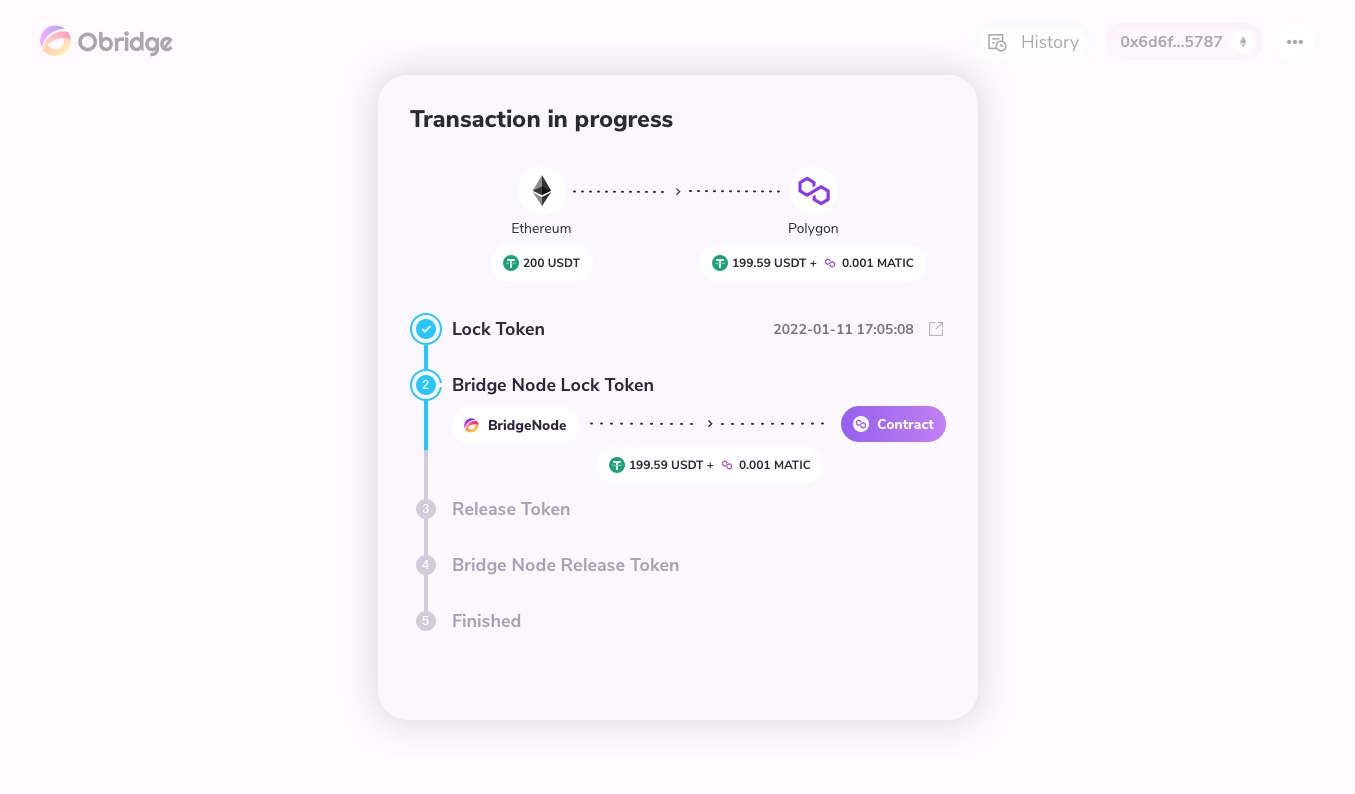 Obridge
History
0x6d6f...5787
Transaction in progress
Ethereum
Polygon
200 USDT
199.59 USDT + 0.001 MATIC
Lock Token
2022-01-11 17:05:08
2
Bridge Node Lock Token
BridgeNode
Contract
199.59 USDT + 0.001 MATIC
3
Release Token
4
Bridge Node Release Token
5
Finished